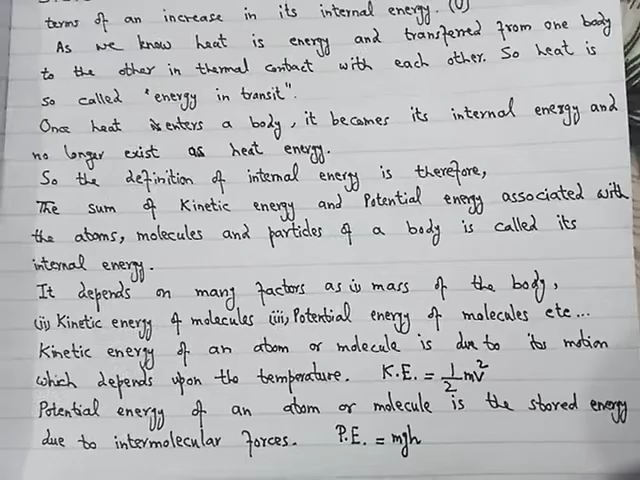 terms of an increase in its internal energy. (U)
As we know heat is energy and transferred from one body
to the other in thermal contact with each other. So heat is
so called "energy in transit".
Once heat enters a body, it becomes its internal energy and
no longer exist as heat energy.
So the definition of internal energy is therefore,
The sum of Kinetic energy and Potential energy associated with
the atoms, molecules and particles of a body is called its
internal energy.
It depends on many factors as (i) mass of the body,
(ii) Kinetic energy of molecules (iii) Potential energy of molecules etc...
Kinetic energy of an atom or molecule is due to its motion
which depends upon the temperature. K.E. = 1/2 mv²
Potential energy of an atom or molecule is the stored energy
due to intermolecular forces. P.E. = mgh